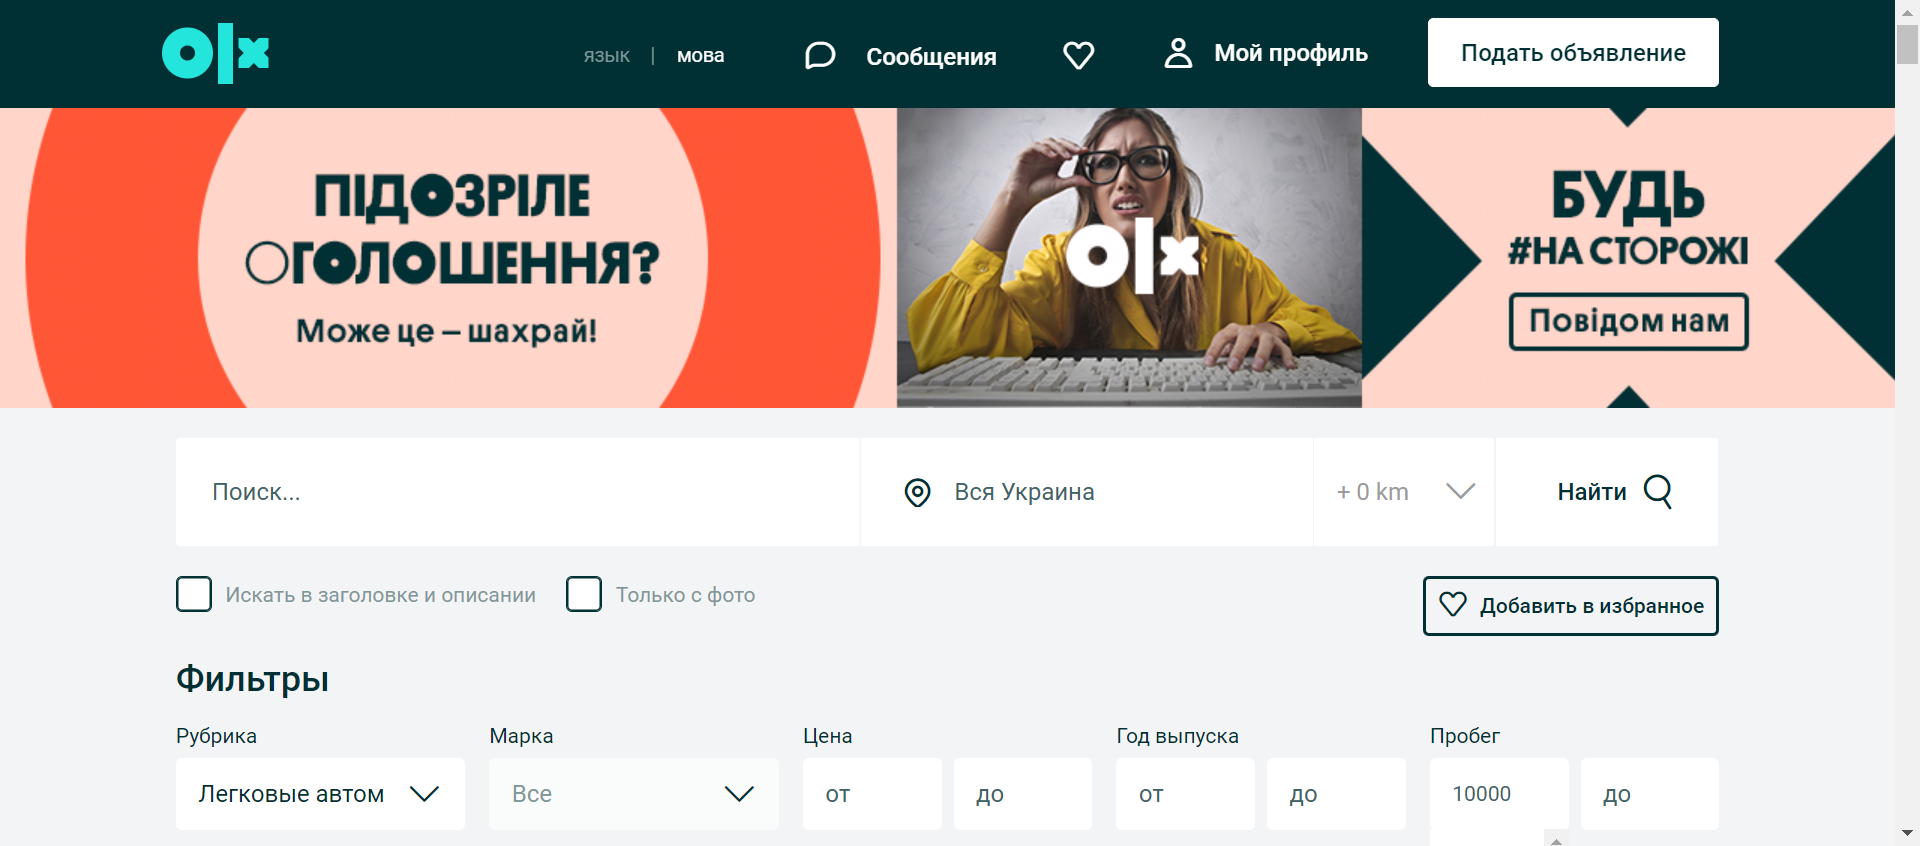 olx
язык | мова
Сообщения
Мой профиль
Подать объявление
ПІДОЗРІЛЕ
ОГОЛОШЕННЯ?
Може це – шахрай!
olx
БУДЬ
#НА СТОРОЖІ
Повідом нам
Поиск...
Вся Украина
+ 0 km
Найти
Искать в заголовке и описании
Только с фото
Добавить в избранное
Фильтры
Рубрика
Марка
Цена
Год выпуска
Пробег
Легковые автом
Все
от
до
от
до
10000
до